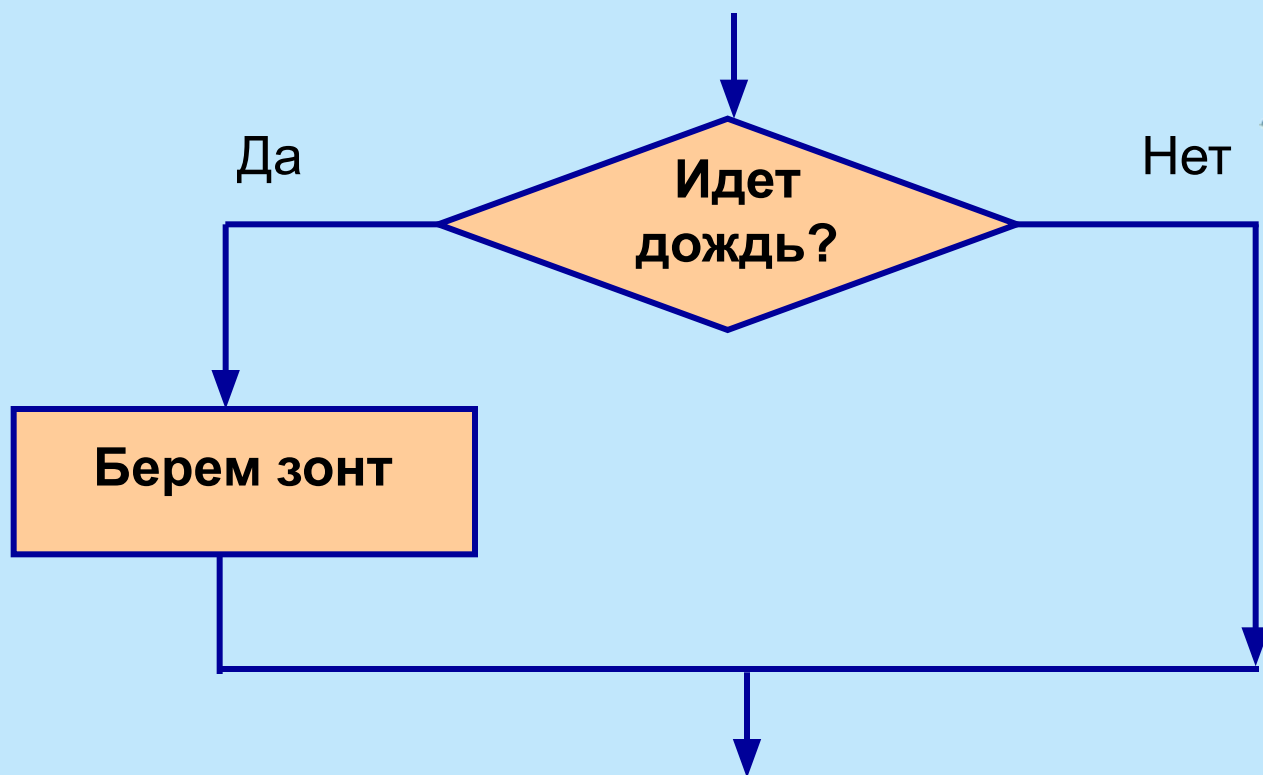 Да
Идет
дождь?
Нет
Берем зонт